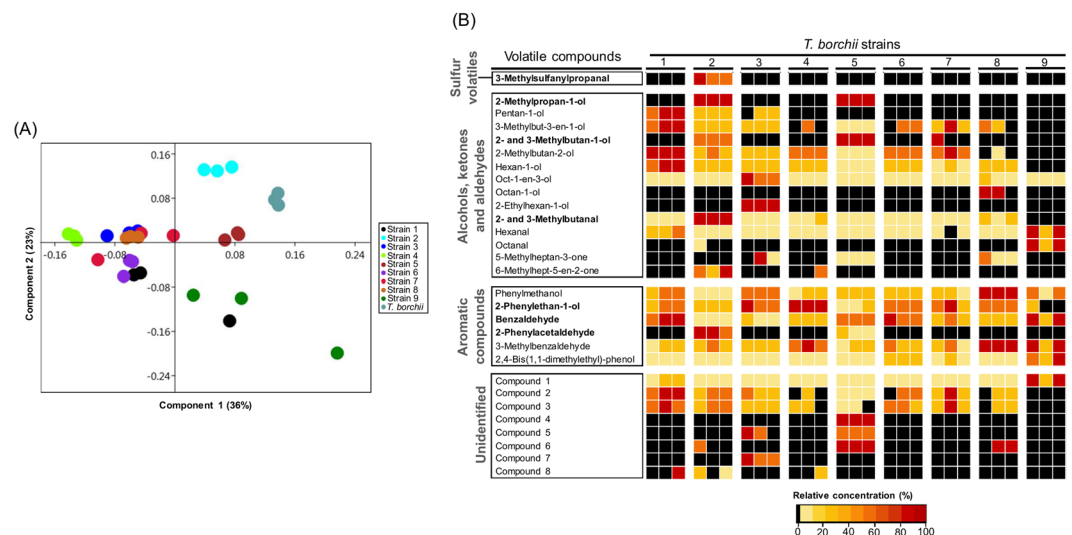 (A)
0.16
0.08
-0.16
-0.08
0.08
0.16
0.24
-0.08
-0.16
-0.24
Component 2 (23%)
Component 1 (36%)
Strain 1
Strain 2
Strain 3
Strain 4
Strain 5
Strain 6
Strain 7
Strain 8
Strain 9
T. borchii
(B)
T. borchii strains
Volatile compounds
1 2 3 4 5 6 7 8 9
Sulfur
volatiles
3-Methylsulfanylpropanal
Alcohols, ketones
and aldehydes
2-Methylpropan-1-ol
Pentan-1-ol
3-Methylbut-3-en-1-ol
2- and 3-Methylbutan-1-ol
2-Methylbutan-2-ol
Hexan-1-ol
Oct-1-en-3-ol
Octan-1-ol
2-Ethylhexan-1-ol
2- and 3-Methylbutanal
Hexanal
Octanal
5-Methylheptan-3-one
6-Methylhept-5-en-2-one
Aromatic
compounds
Phenylmethanol
2-Phenylethan-1-ol
Benzaldehyde
2-Phenylacetaldehyde
3-Methylbenzaldehyde
2,4-Bis(1,1-dimethylethyl)-phenol
Unidentified
Compound 1
Compound 2
Compound 3
Compound 4
Compound 5
Compound 6
Compound 7
Compound 8
Relative concentration (%)
0 20 40 60 80 100